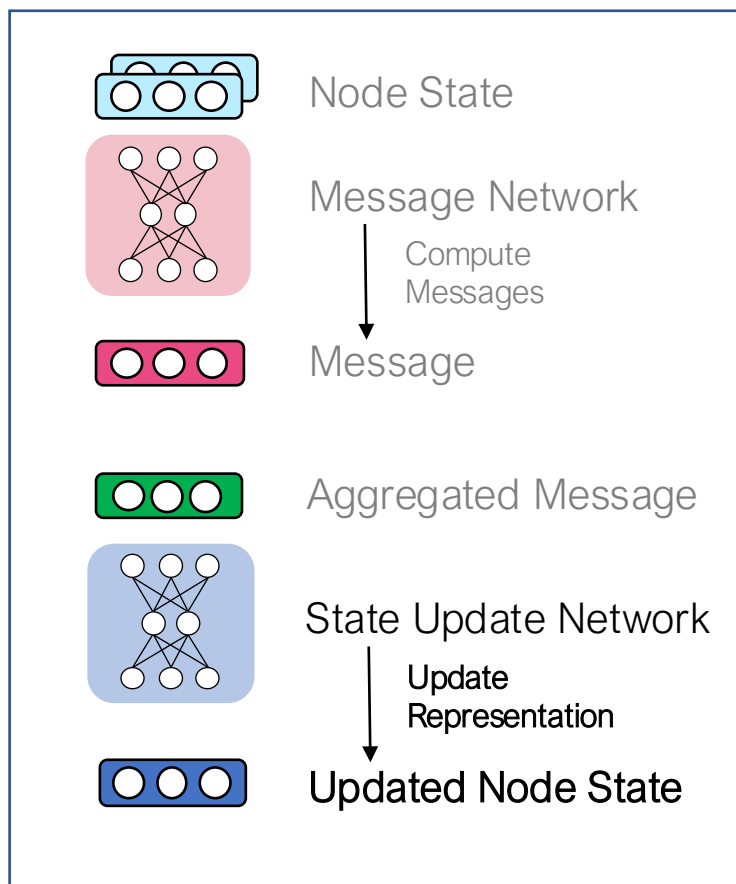 Node State
Message Network
Compute
Messages
Message
Aggregated Message
State Update Network
Update
Representation
Updated Node State